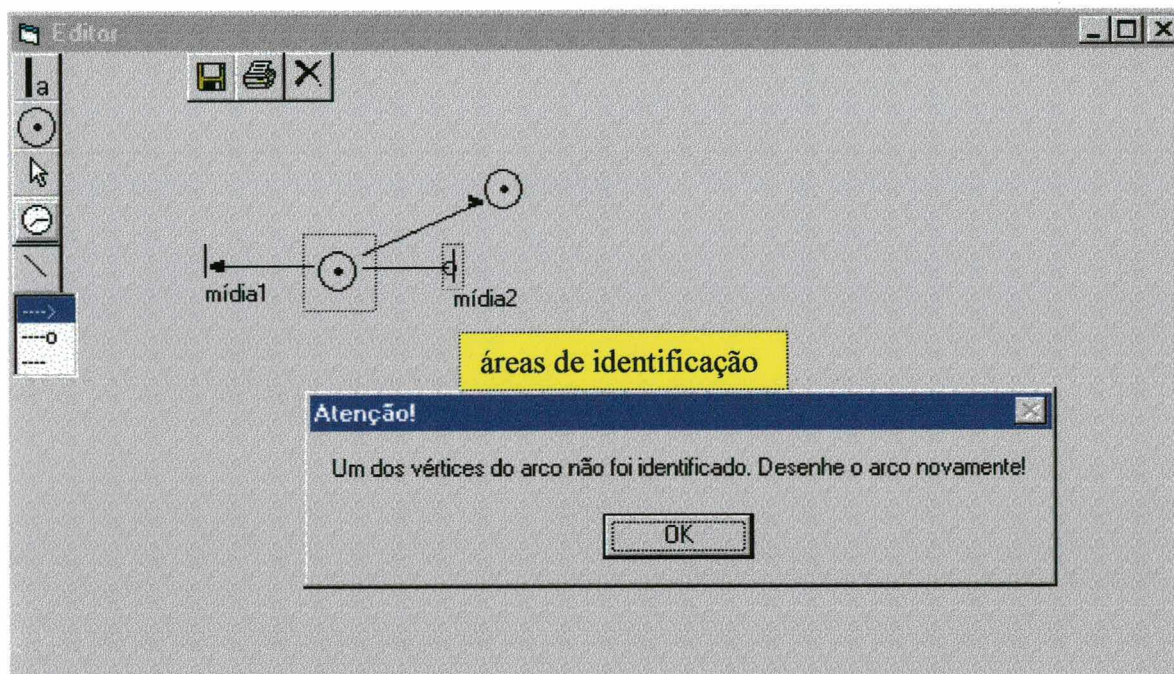 Editor
a
mídia1
mídia2
---->
----o
----
áreas de identificação
Atenção!
Um dos vértices do arco não foi identificado. Desenhe o arco novamente!
OK